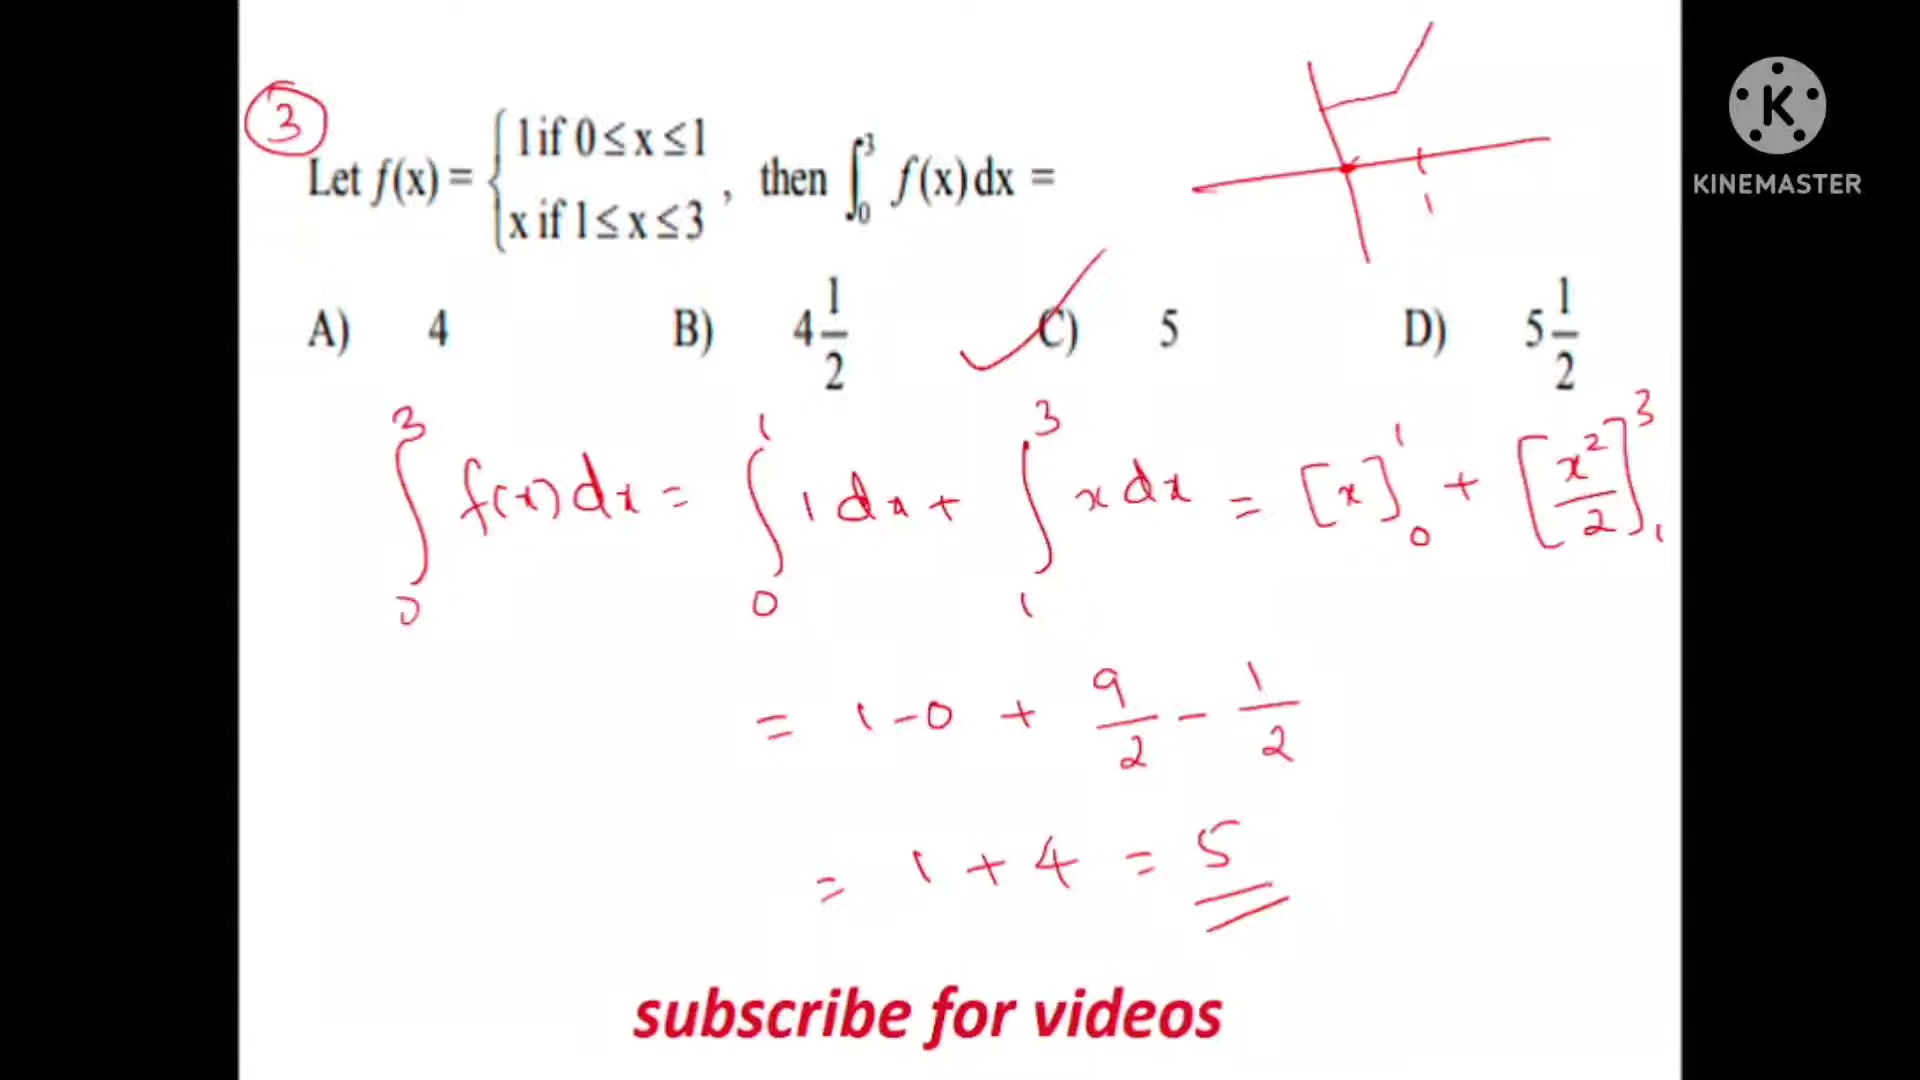 3
Let f(x) = { 1 if 0 ≤ x ≤ 1 , x if 1 ≤ x ≤ 3 , then ∫₀³ f(x) dx =
A) 4 B) 4 1/2 C) 5 D) 5 1/2
1
∫₀³ f(x) dx = ∫₀¹ 1 dx + ∫₁³ x dx = [x]₀¹ + [x²/2]₁³
= 1 - 0 + 9/2 - 1/2
= 1 + 4 = 5
subscribe for videos
K
KINEMASTER